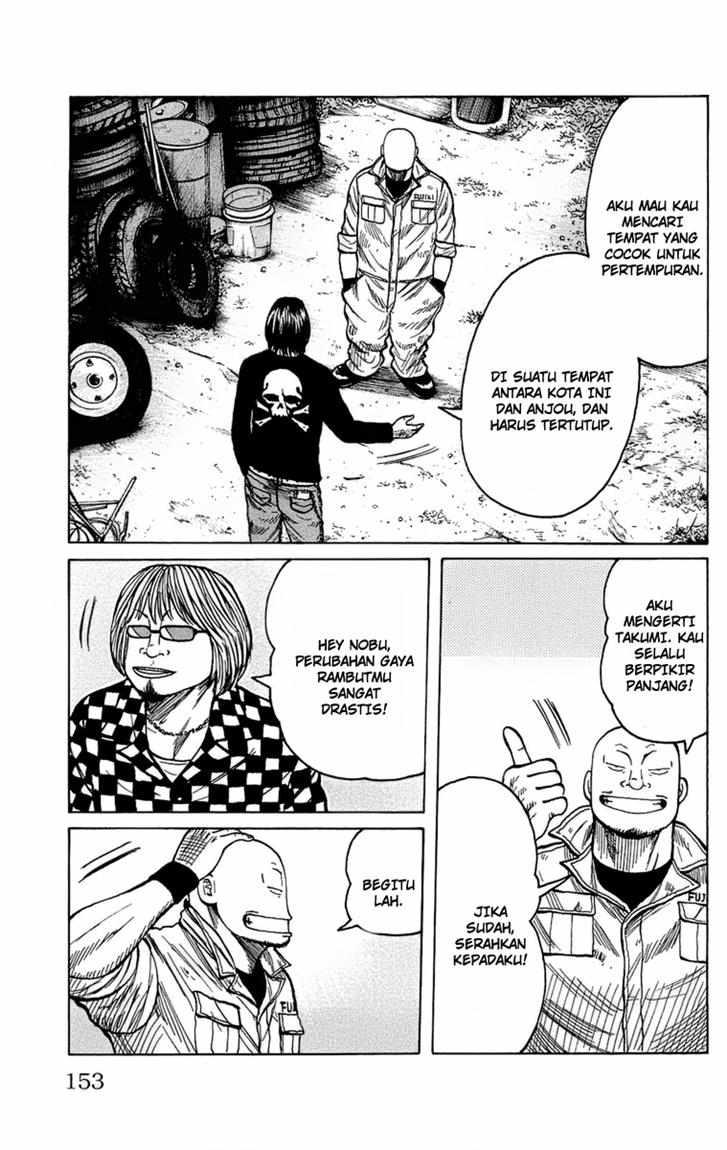 AKU MAU KAU
MENCARI
TEMPAT YANG
COCOK UNTUK
PERTEMPURAN.
DI SUATU TEMPAT
ANTARA KOTA INI
DAN ANJOU, DAN
HARUS TERTUTUP.
FUJIKI
AKU
MENGERTI
TAKUMI. KAU
SELALU
BERPIKIR
PANJANG!
JIKA
SUDAH,
SERAHKAN
KEPADAKU!
FUJ
HEY NOBU,
PERUBAHAN GAYA
RAMBUTMU
SANGAT
DRASTIS!
BEGITU
LAH.
FUJ
153